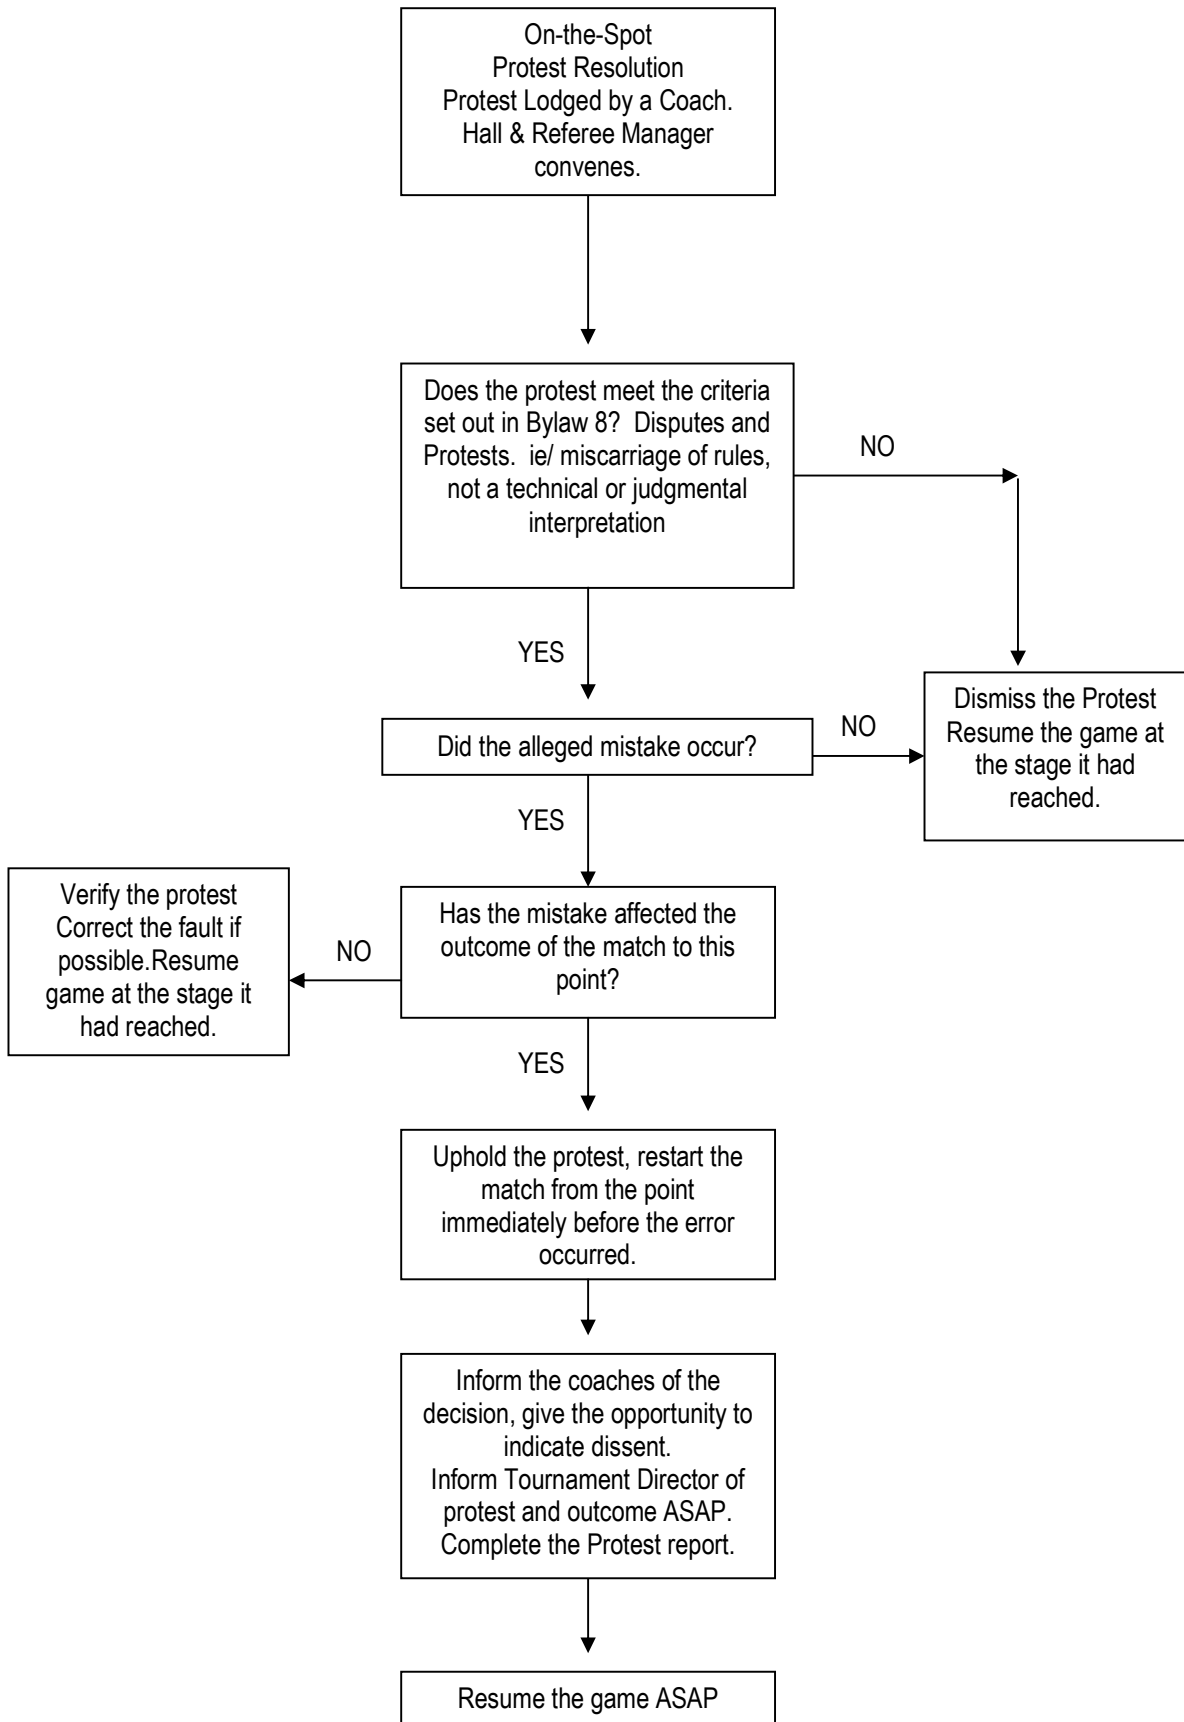 On-the-Spot
Protest Resolution
Protest Lodged by a Coach.
Hall & Referee Manager
convenes.
Does the protest meet the criteria
set out in Bylaw 8?  Disputes and
Protests.  ie/ miscarriage of rules,
not a technical or judgmental
interpretation
NO
YES
Dismiss the Protest
Resume the game at
the stage it had
reached.
Did the alleged mistake occur?
NO
YES
Verify the protest
Correct the fault if
possible.Resume
game at the stage it
had reached.
NO
Has the mistake affected the
outcome of the match to this
point?
YES
Uphold the protest, restart the
match from the point
immediately before the error
occurred.
Inform the coaches of the
decision, give the opportunity to
indicate dissent.
Inform Tournament Director of
protest and outcome ASAP.
Complete the Protest report.
Resume the game ASAP